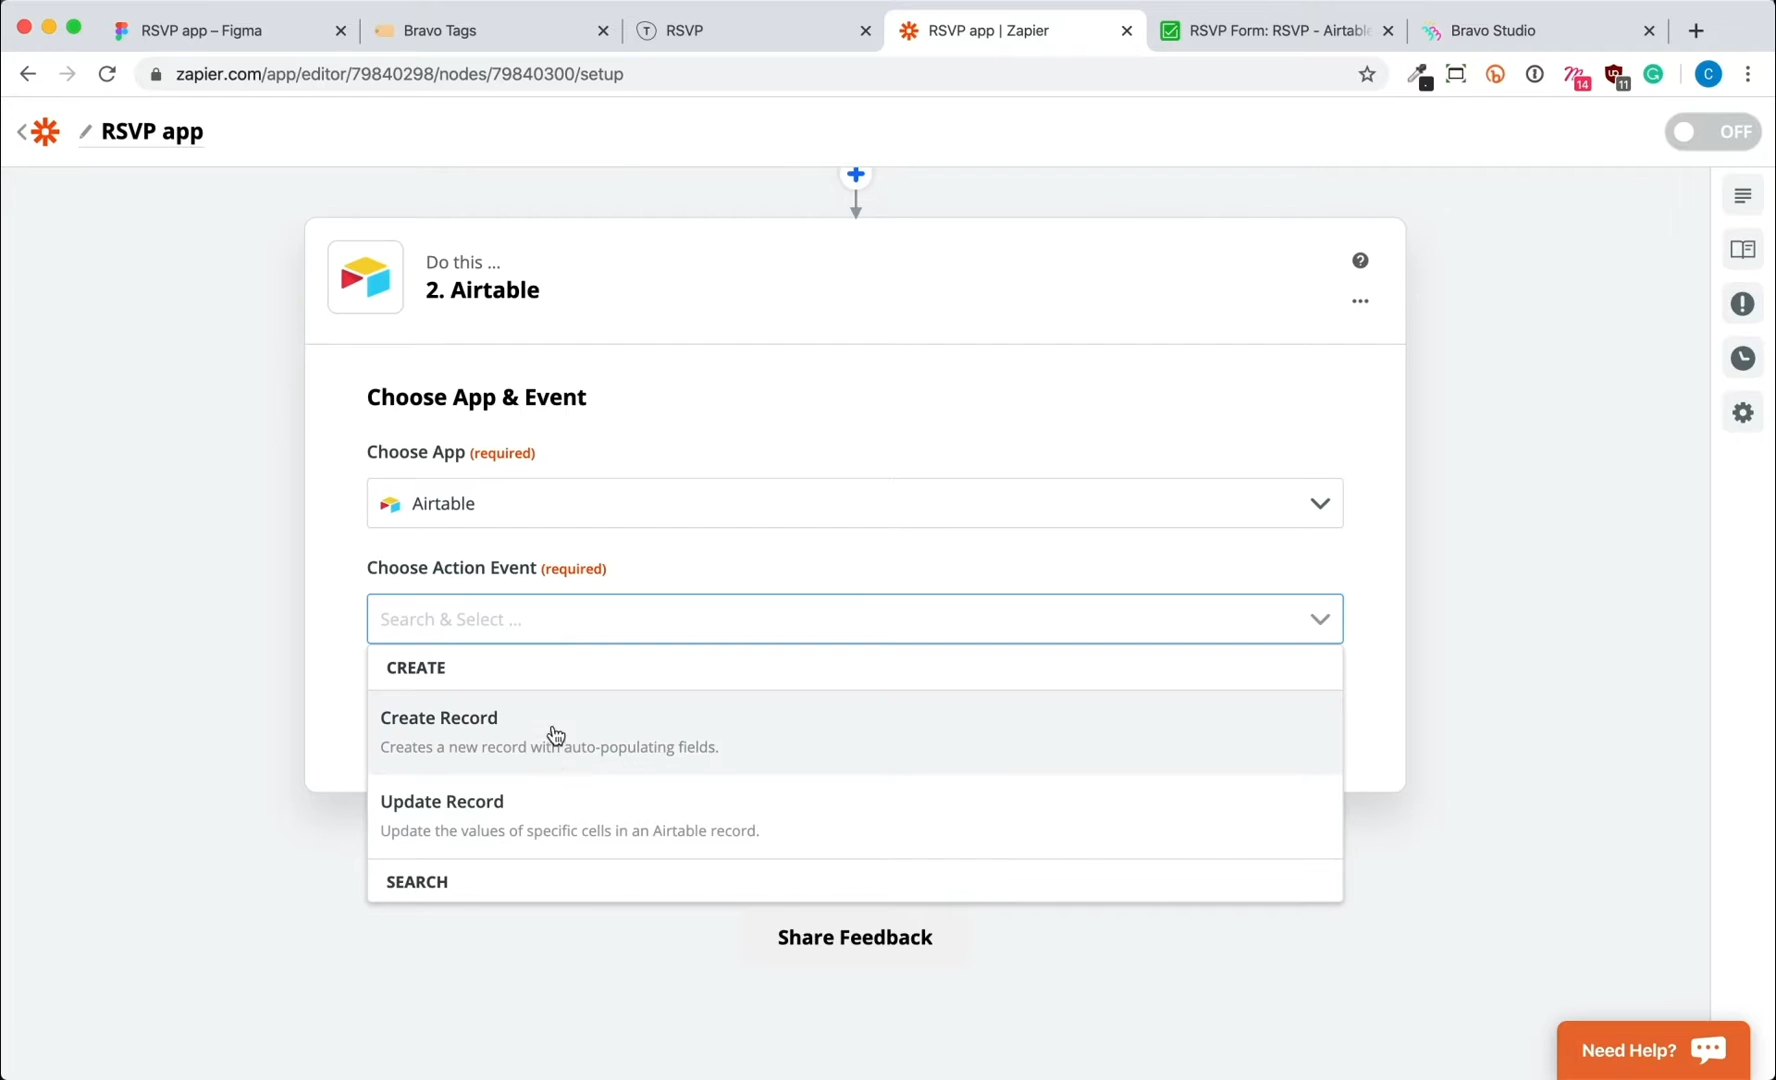 RSVP app – Figma
Bravo Tags
RSVP
RSVP app | Zapier
RSVP Form: RSVP - Airtable
Bravo Studio
zapier.com/app/editor/79840298/nodes/79840300/setup
14
11
C
RSVP app
OFF
Do this ...
2. Airtable
Choose App & Event
Choose App (required)
Airtable
Choose Action Event (required)
Search & Select ...
CREATE
Create Record
Creates a new record with auto-populating fields.
Update Record
Update the values of specific cells in an Airtable record.
SEARCH
Share Feedback
Need Help?